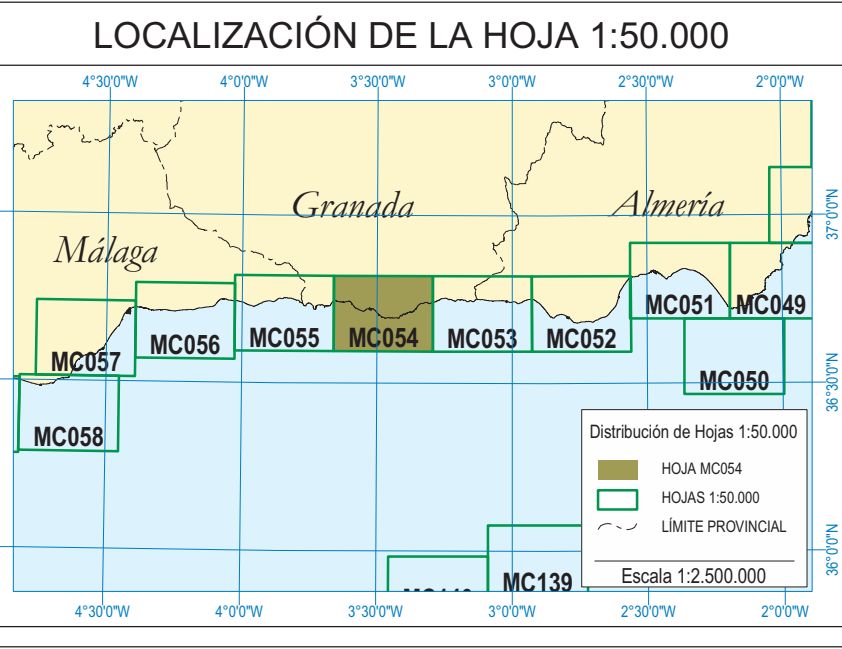 LOCALIZACIÓN DE LA HOJA 1:50.000
4°30'0"W 4°0'0"W 3°30'0"W 3°0'0"W 2°30'0"W 2°0'0"W
Granada
Almería
37°0'0"N
Málaga
MC051
MC049
MC057
MC056
MC055
MC054
MC053
MC052
MC050
36°30'0"N
MC058
Distribución de Hojas 1:50.000
HOJA MC054
HOJAS 1:50.000
LÍMITE PROVINCIAL
Escala 1:2.500.000
36°0'0"N
MC139
4°30'0"W 4°0'0"W 3°30'0"W 3°0'0"W 2°30'0"W 2°0'0"W